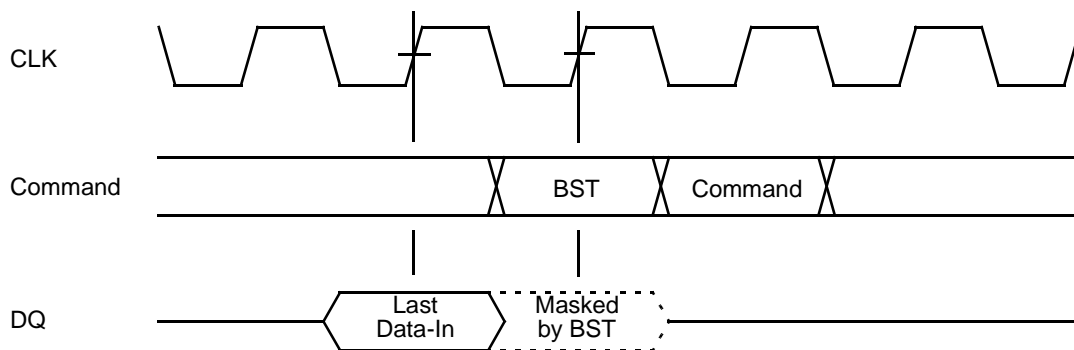 CLK
Command
BST
Command
DQ
Last
Data-In
Masked
by BST